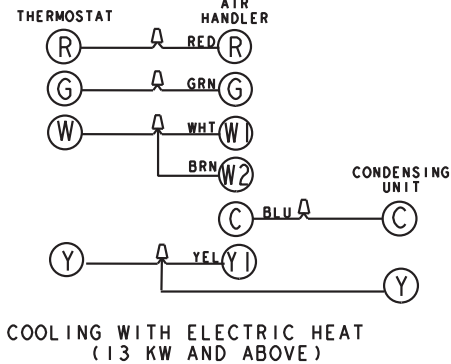 THERMOSTAT
AIR
HANDLER
R RED R
G GRN G
W WHT W1
BRN W2
CONDENSING
UNIT
C BLU C
Y YEL Y1
Y
COOLING WITH ELECTRIC HEAT
(13 KW AND ABOVE)